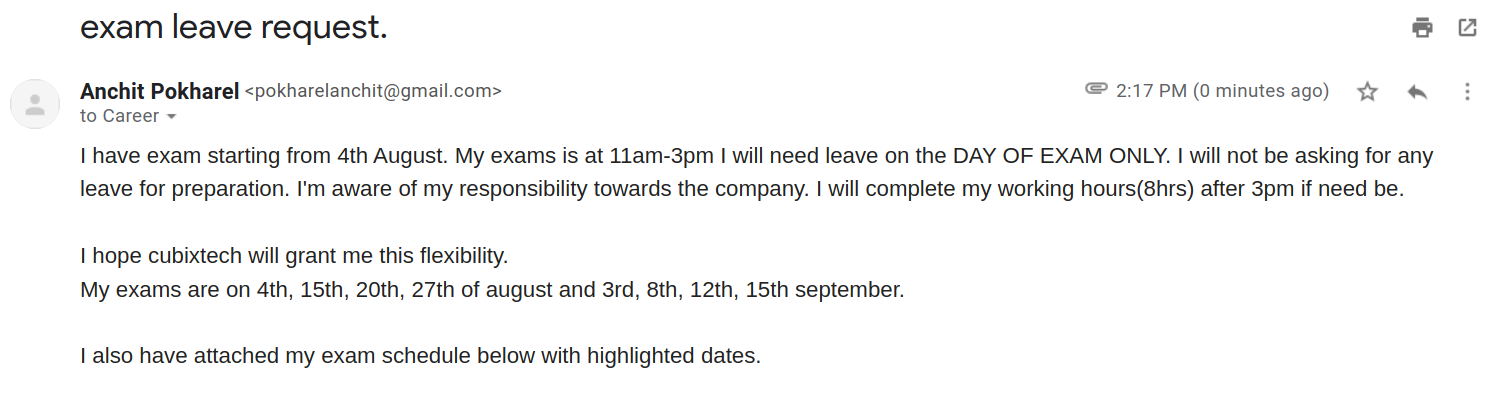 exam leave request.
Anchit Pokharel <pokharelanchit@gmail.com>
2:17 PM (0 minutes ago)
to Career
I have exam starting from 4th August. My exams is at 11am-3pm I will need leave on the DAY OF EXAM ONLY. I will not be asking for any
leave for preparation. I'm aware of my responsibility towards the company. I will complete my working hours(8hrs) after 3pm if need be.
I hope cubixtech will grant me this flexibility.
My exams are on 4th, 15th, 20th, 27th of august and 3rd, 8th, 12th, 15th september.
I also have attached my exam schedule below with highlighted dates.